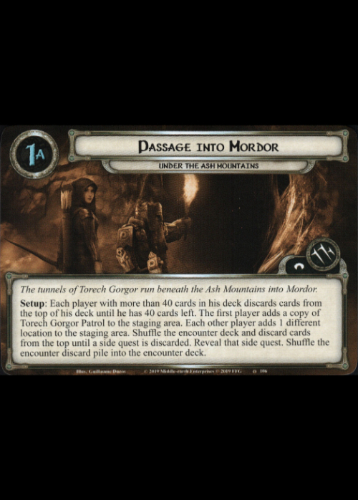 1A
PASSAGE INTO MORDOR
UNDER THE ASH MOUNTAINS
The tunnels of Torech Gorgor run beneath the Ash Mountains into Mordor.
Setup: Each player with more than 40 cards in his deck discards cards from
the top of his deck until he has 40 cards left. The first player adds a copy of
Torech Gorgor Patrol to the staging area. Each other player adds 1 different
location to the staging area. Shuffle the encounter deck and discard cards
from the top until a side quest is discarded. Reveal that side quest. Shuffle the
encounter discard pile into the encounter deck.